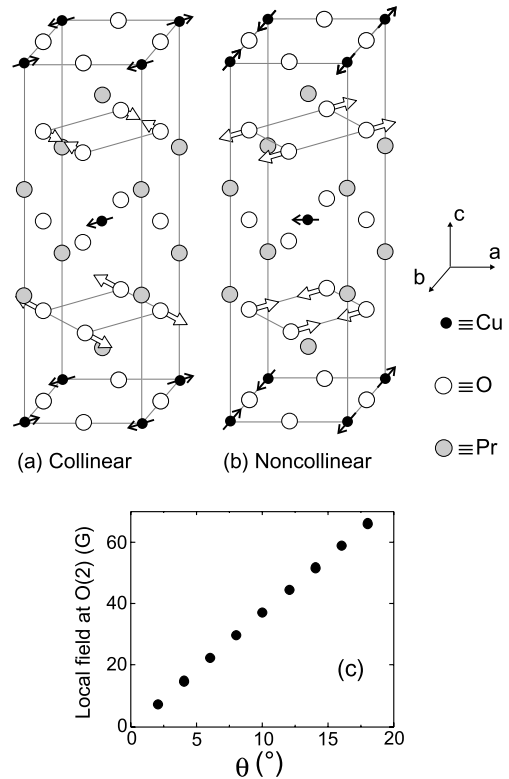 c
a
b
≡Cu
≡O
≡Pr
(a) Collinear
(b) Noncollinear
Local field at O(2) (G)
60
40
20
0
0
5
10
15
20
(c)
θ (°)